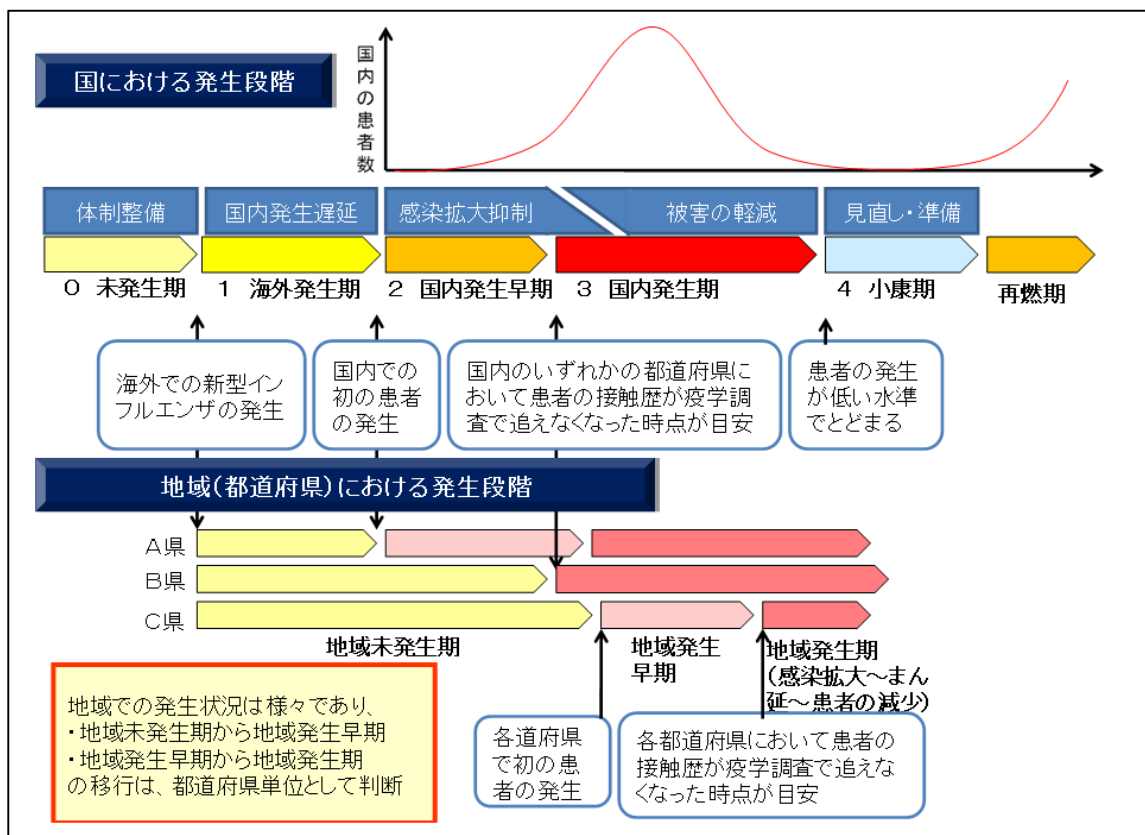 国における発生段階
国内の患者数
体制整備
国内発生遅延
感染拡大抑制
被害の軽減
見直し・準備
0 未発生期
1 海外発生期
2 国内発生早期
3 国内発生期
4 小康期
再燃期
海外での新型イン
フルエンザの発生
国内での
初の患者
の発生
国内のいずれかの都道府県に
おいて患者の接触歴が疫学調
査で追えなくなった時点が目安
患者の発生
が低い水準
でとどまる
地域(都道府県)における発生段階
A県
B県
C県
地域未発生期
地域発生
早期
地域発生期
(感染拡大～まん
延～患者の減少)
地域での発生状況は様々であり、
・地域未発生期から地域発生早期
・地域発生早期から地域発生期
の移行は、都道府県単位として判断
各道府県
で初の患
者の発生
各都道府県において患者の
接触歴が疫学調査で追えな
くなった時点が目安